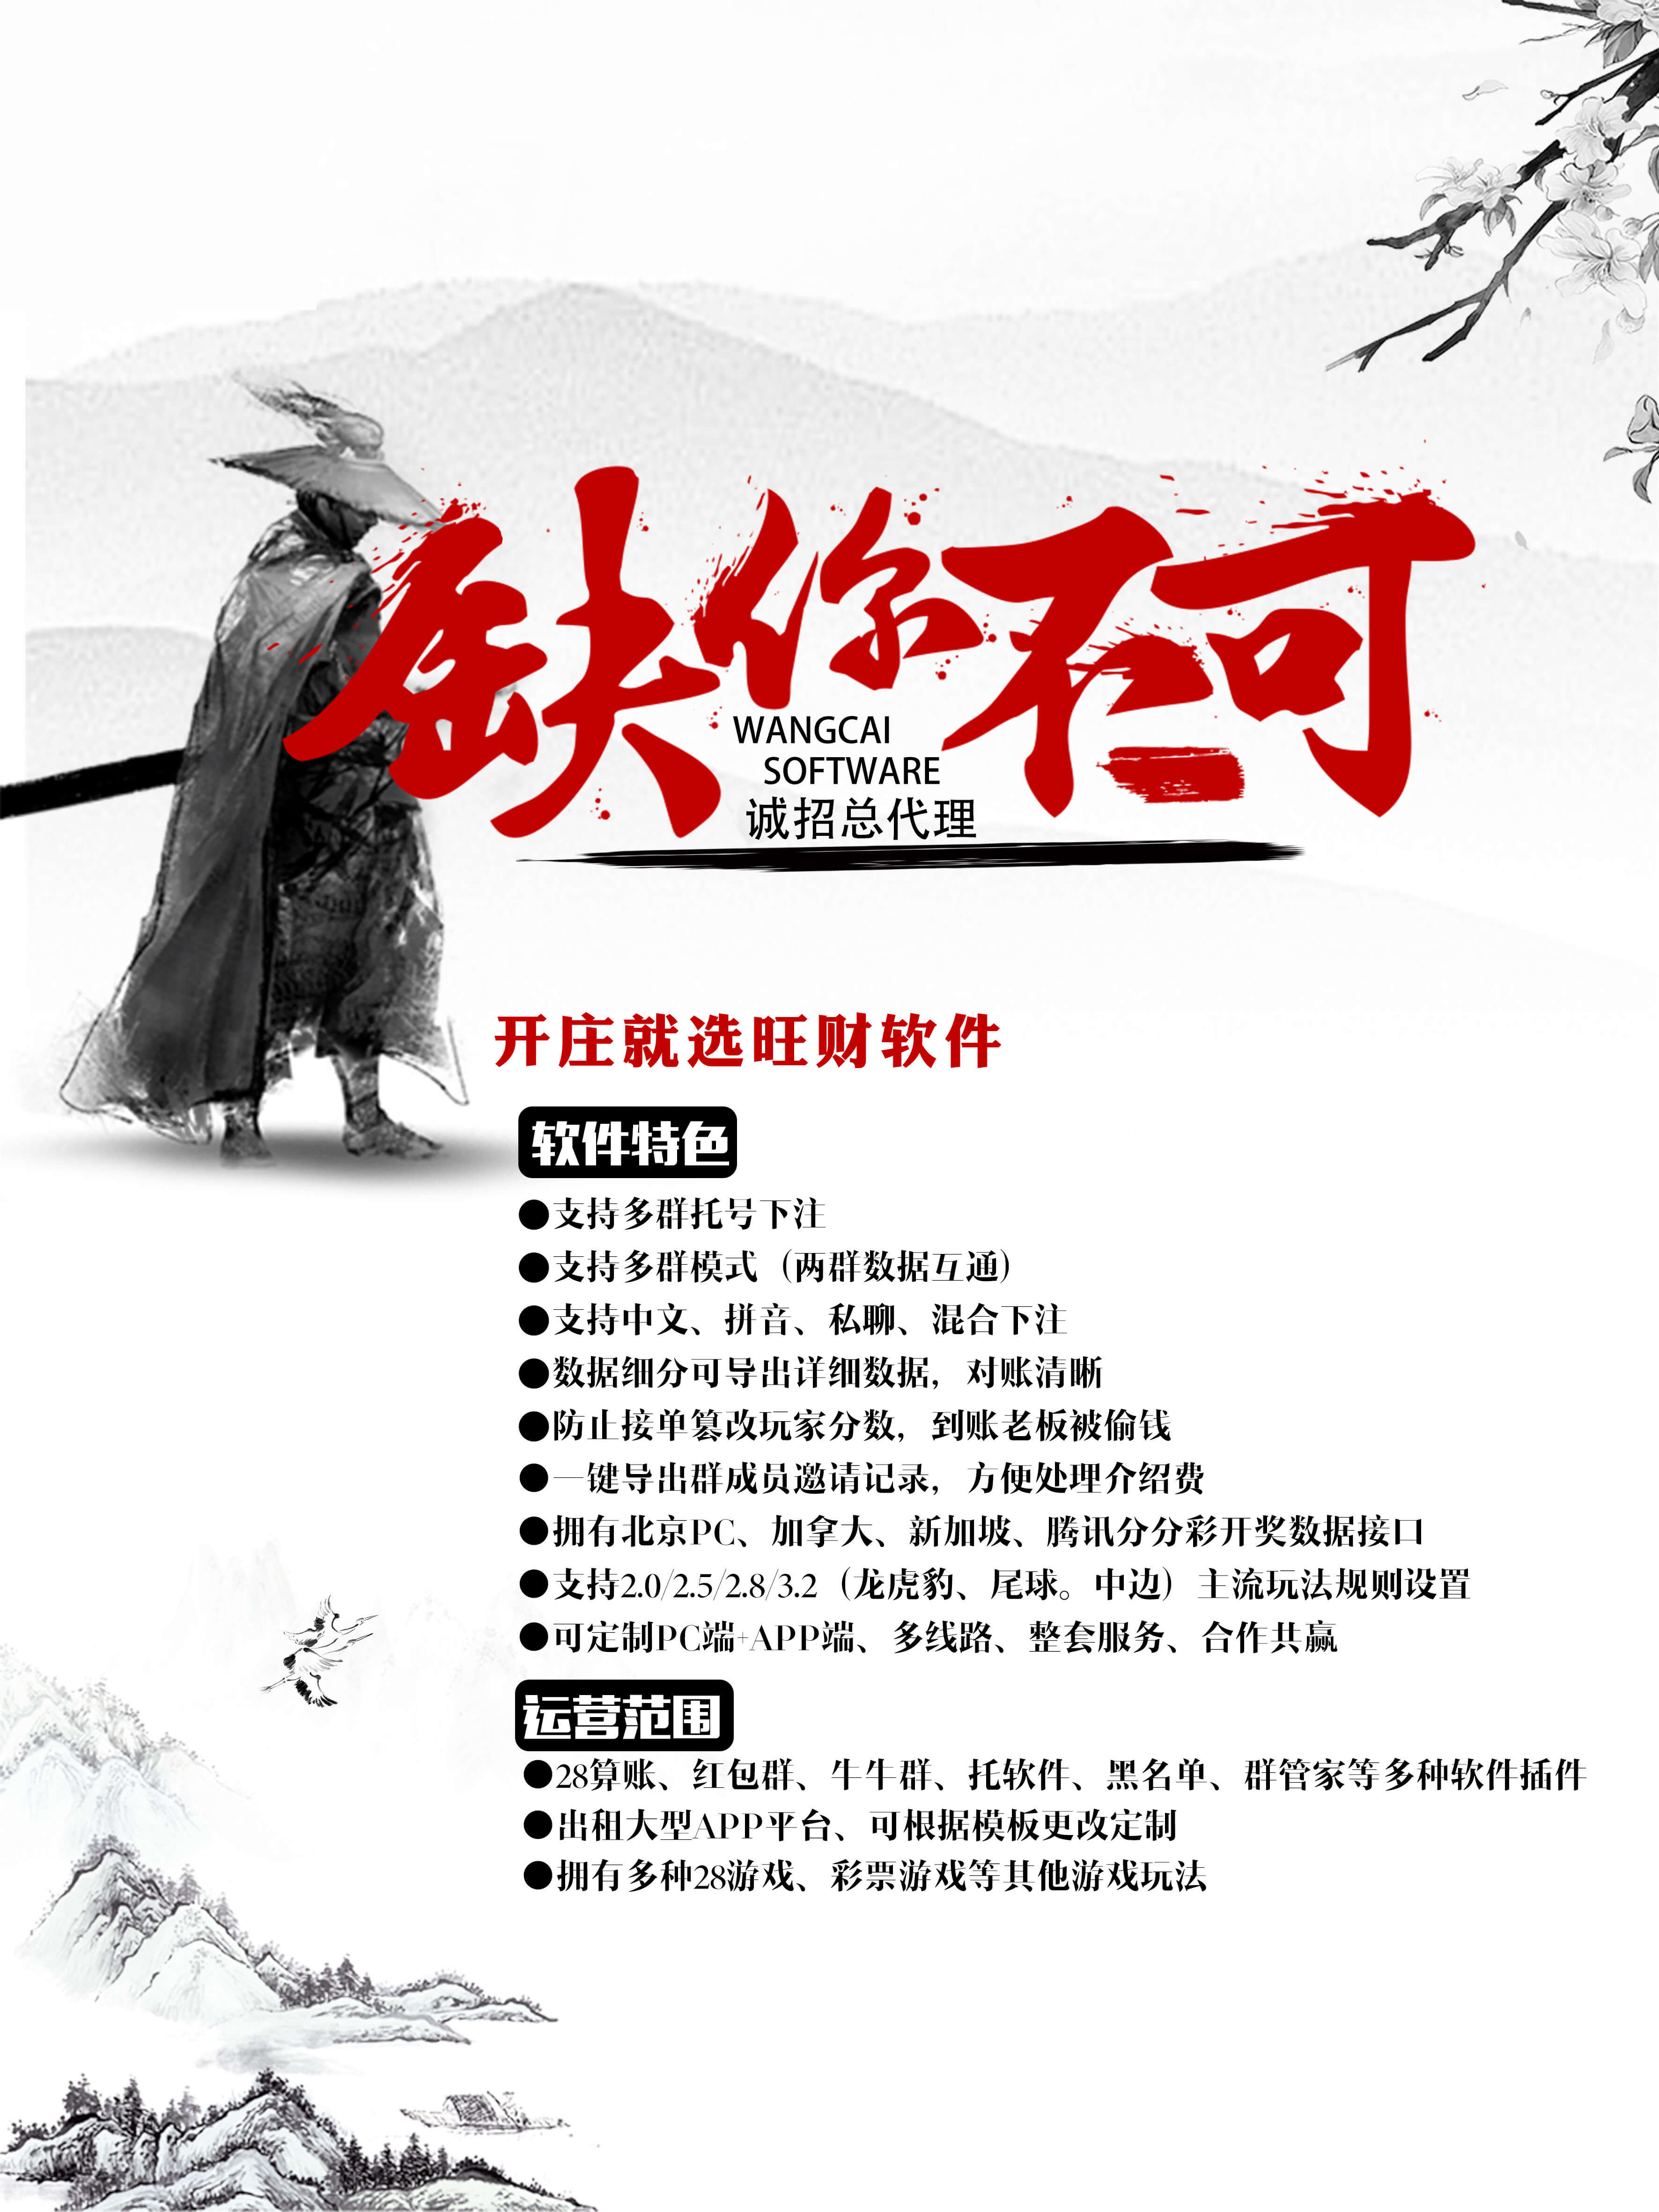 缺你不可
WANGCAI
SOFTWARE
诚招总代理
开庄就选旺财软件
软件特色
●支持多群托号下注
●支持多群模式（两群数据互通）
●支持中文、拼音、私聊、混合下注
●数据细分可导出详细数据，对账清晰
●防止接单篡改玩家分数，到账老板被偷钱
●一键导出群成员邀请记录，方便处理介绍费
●拥有北京PC、加拿大、新加坡、腾讯分分彩开奖数据接口
●支持2.0/2.5/2.8/3.2（龙虎豹、尾球。中边）主流玩法规则设置
●可定制PC端+APP端、多线路、整套服务、合作共赢
运营范围
●28算账、红包群、牛牛群、托软件、黑名单、群管家等多种软件插件
●出租大型APP平台、可根据模板更改定制
●拥有多种28游戏、彩票游戏等其他游戏玩法